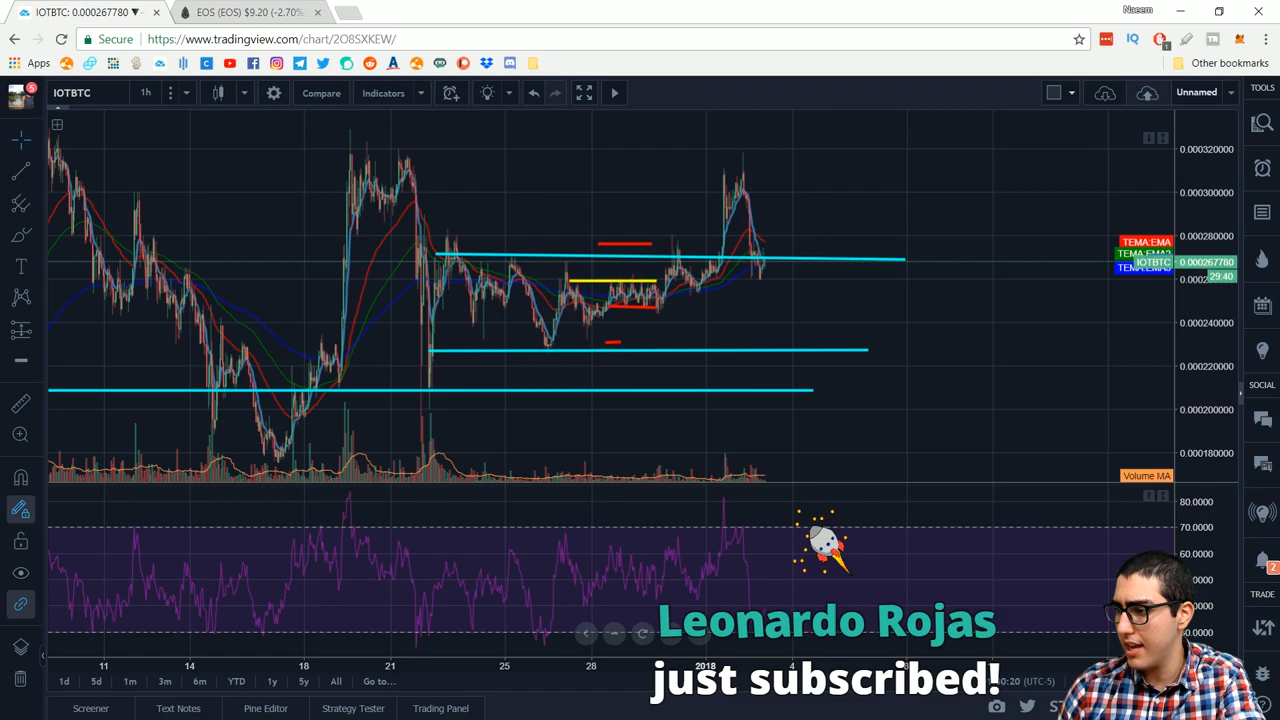 IOTBTC: 0.000267780 ▼
EOS (EOS) $9.20 (-2.70%)
Naeem
Secure
https://www.tradingview.com/chart/2O8SXKEW/
Apps
Other bookmarks
IOTBTC
1h
Compare
Indicators
Unnamed
TOOLS
0.000320000
0.000300000
0.000280000
TEMA:EMA
IOTBTC
0.000267780
29:40
0.000240000
0.000220000
0.000200000
0.000180000
Volume MA
80.0000
70.0000
60.0000
SOCIAL
TRADE
Leonardo Rojas
just subscribed!
11
14
18
21
25
28
2018
4
1d
5d
1m
3m
6m
YTD
1y
5y
All
Go to...
(UTC-5)
Screener
Text Notes
Pine Editor
Strategy Tester
Trading Panel